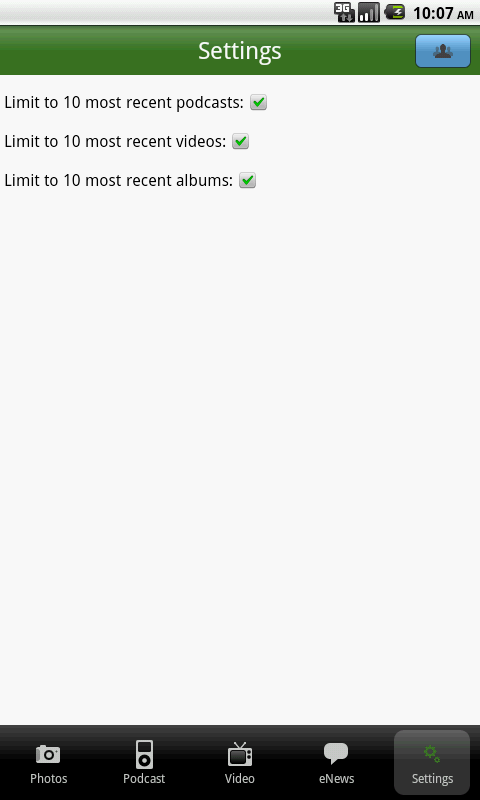 3G 10:07 AM
Settings
Limit to 10 most recent podcasts:
Limit to 10 most recent videos:
Limit to 10 most recent albums:
Photos Podcast Video eNews Settings